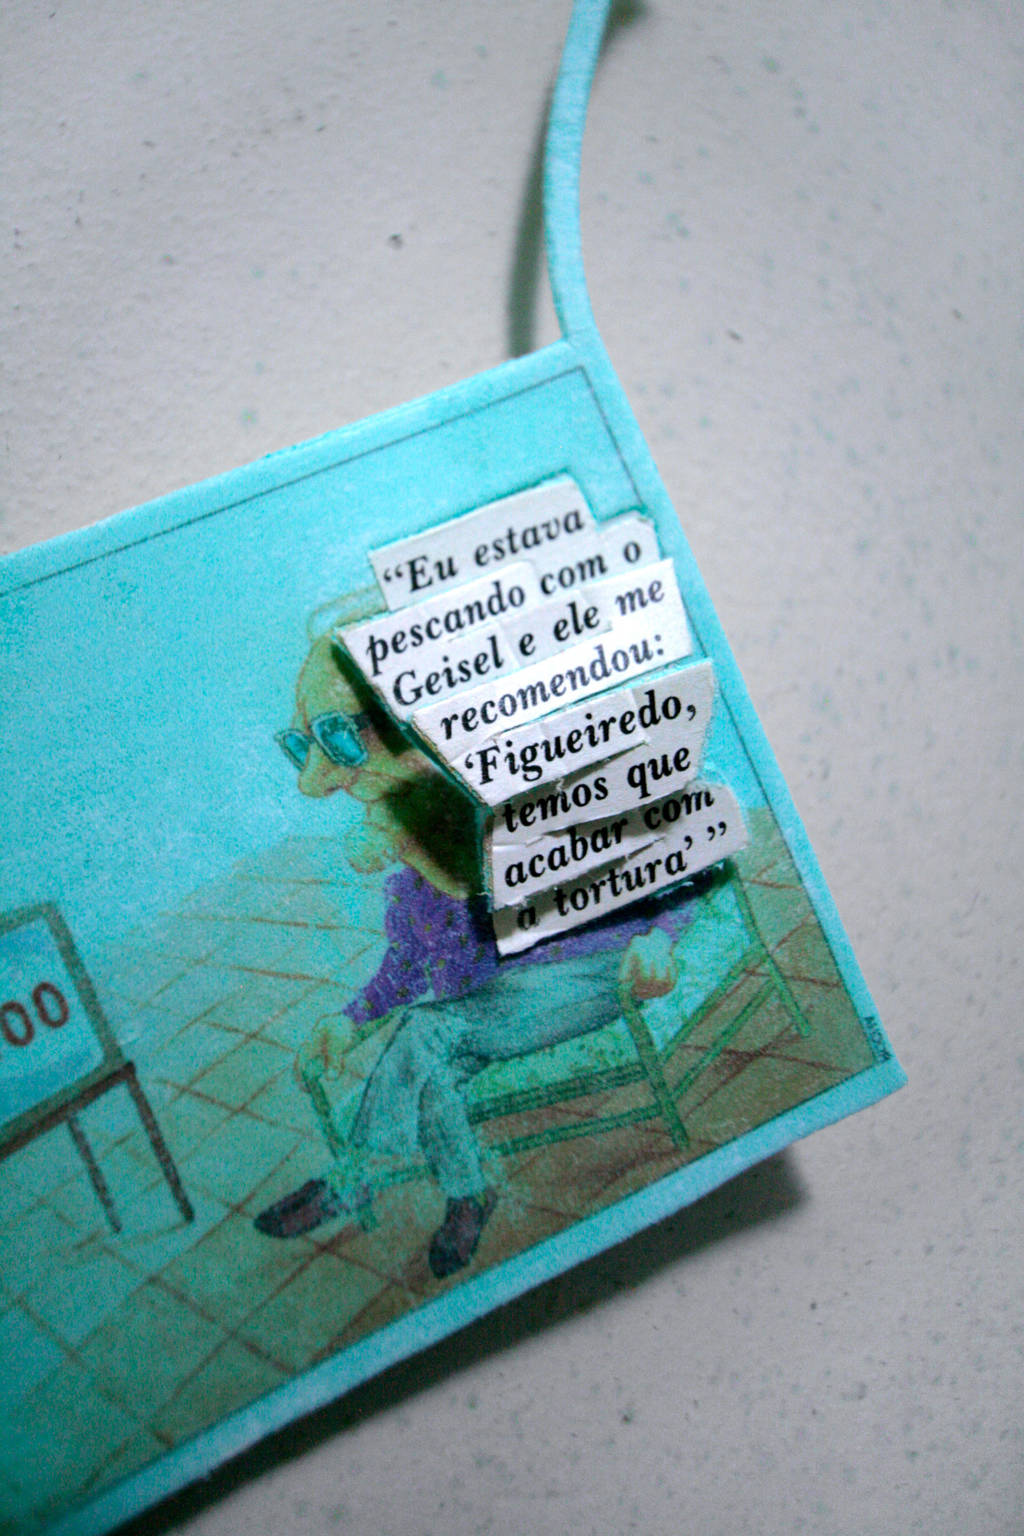 “Eu estava
pescando com o
Geisel e ele me
recomendou:
‘Figueiredo,
temos que
acabar com
a tortura’ ”
00